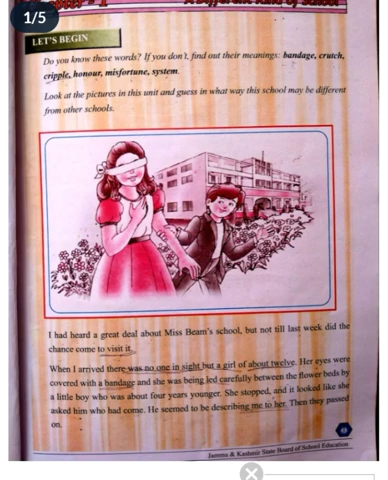 1/5
A Different Kind of School
LET'S BEGIN
Do you know these words? If you don't, find out their meanings: bandage, crutch,
cripple, honour, misfortune, system.
Look at the pictures in this unit and guess in what way this school may be different
from other schools.
I had heard a great deal about Miss Beam's school, but not till last week did the
chance come to visit it.
When I arrived there was no one in sight but a girl of about twelve. Her eyes were
covered with a bandage and she was being led carefully between the flower beds by
a little boy who was about four years younger. She stopped, and it looked like she
asked him who had come. He seemed to be describing me to her. Then they passed
on.
Jammu & Kashmir State Board of School Education